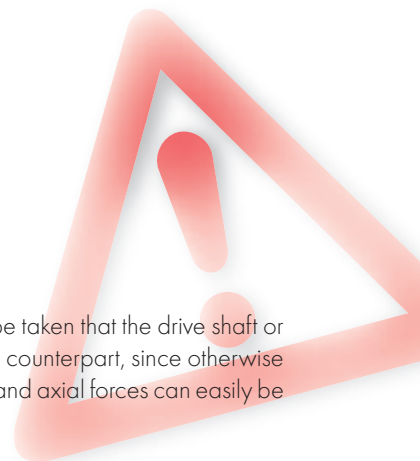 be taken that the drive shaft or
counterpart, since otherwise
and axial forces can easily be